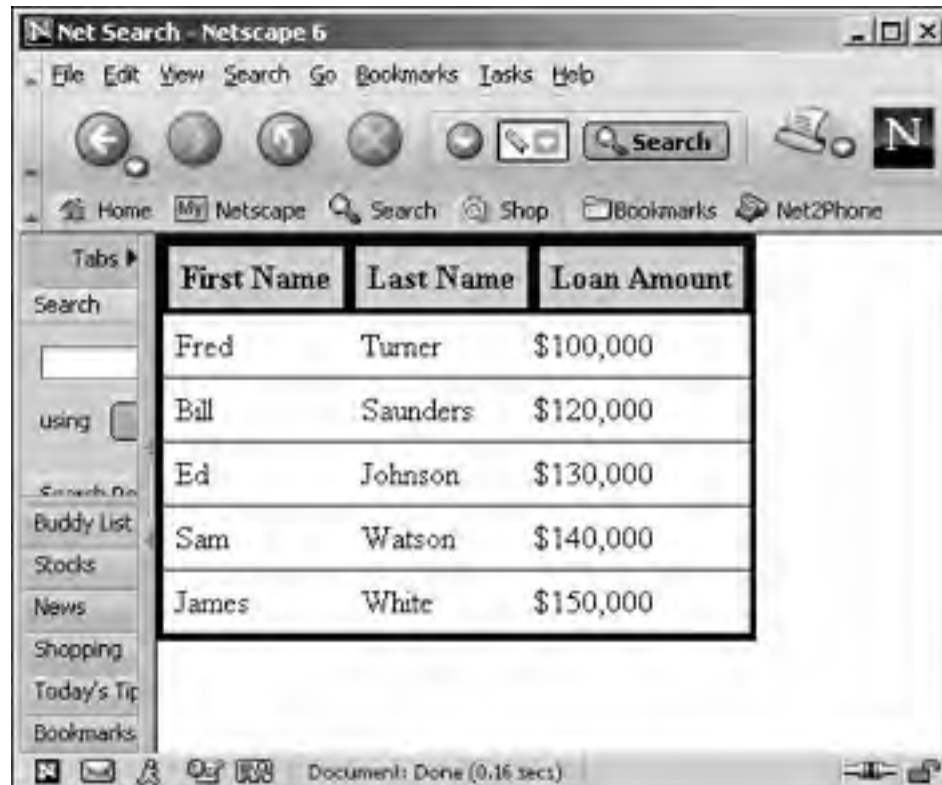 Net Search - Netscape 6
File Edit View Search Go Bookmarks Tasks Help
Search
N
Home My Netscape Search Shop Bookmarks Net2Phone
Tabs
Search
using
Buddy List
Stocks
News
Shopping
Today's Tip
Bookmarks
First Name Last Name Loan Amount
Fred Turner $100,000
Bill Saunders $120,000
Ed Johnson $130,000
Sam Watson $140,000
James White $150,000
Document: Done (0.16 secs)